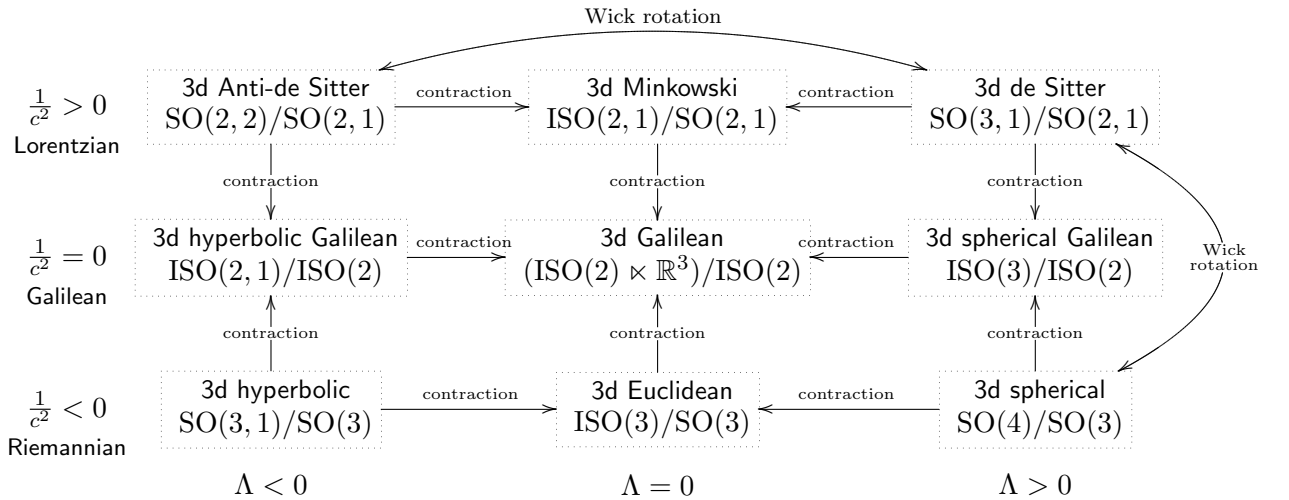 Wick rotation
1/c² > 0
Lorentzian
3d Anti-de Sitter
SO(2, 2)/SO(2, 1)
contraction
3d Minkowski
ISO(2, 1)/SO(2, 1)
contraction
3d de Sitter
SO(3, 1)/SO(2, 1)
contraction
contraction
contraction
1/c² = 0
Galilean
3d hyperbolic Galilean
ISO(2, 1)/ISO(2)
contraction
3d Galilean
(ISO(2) ⋉ ℝ³)/ISO(2)
contraction
3d spherical Galilean
ISO(3)/ISO(2)
Wick
rotation
contraction
contraction
contraction
1/c² < 0
Riemannian
3d hyperbolic
SO(3, 1)/SO(3)
contraction
3d Euclidean
ISO(3)/SO(3)
contraction
3d spherical
SO(4)/SO(3)
Λ < 0
Λ = 0
Λ > 0